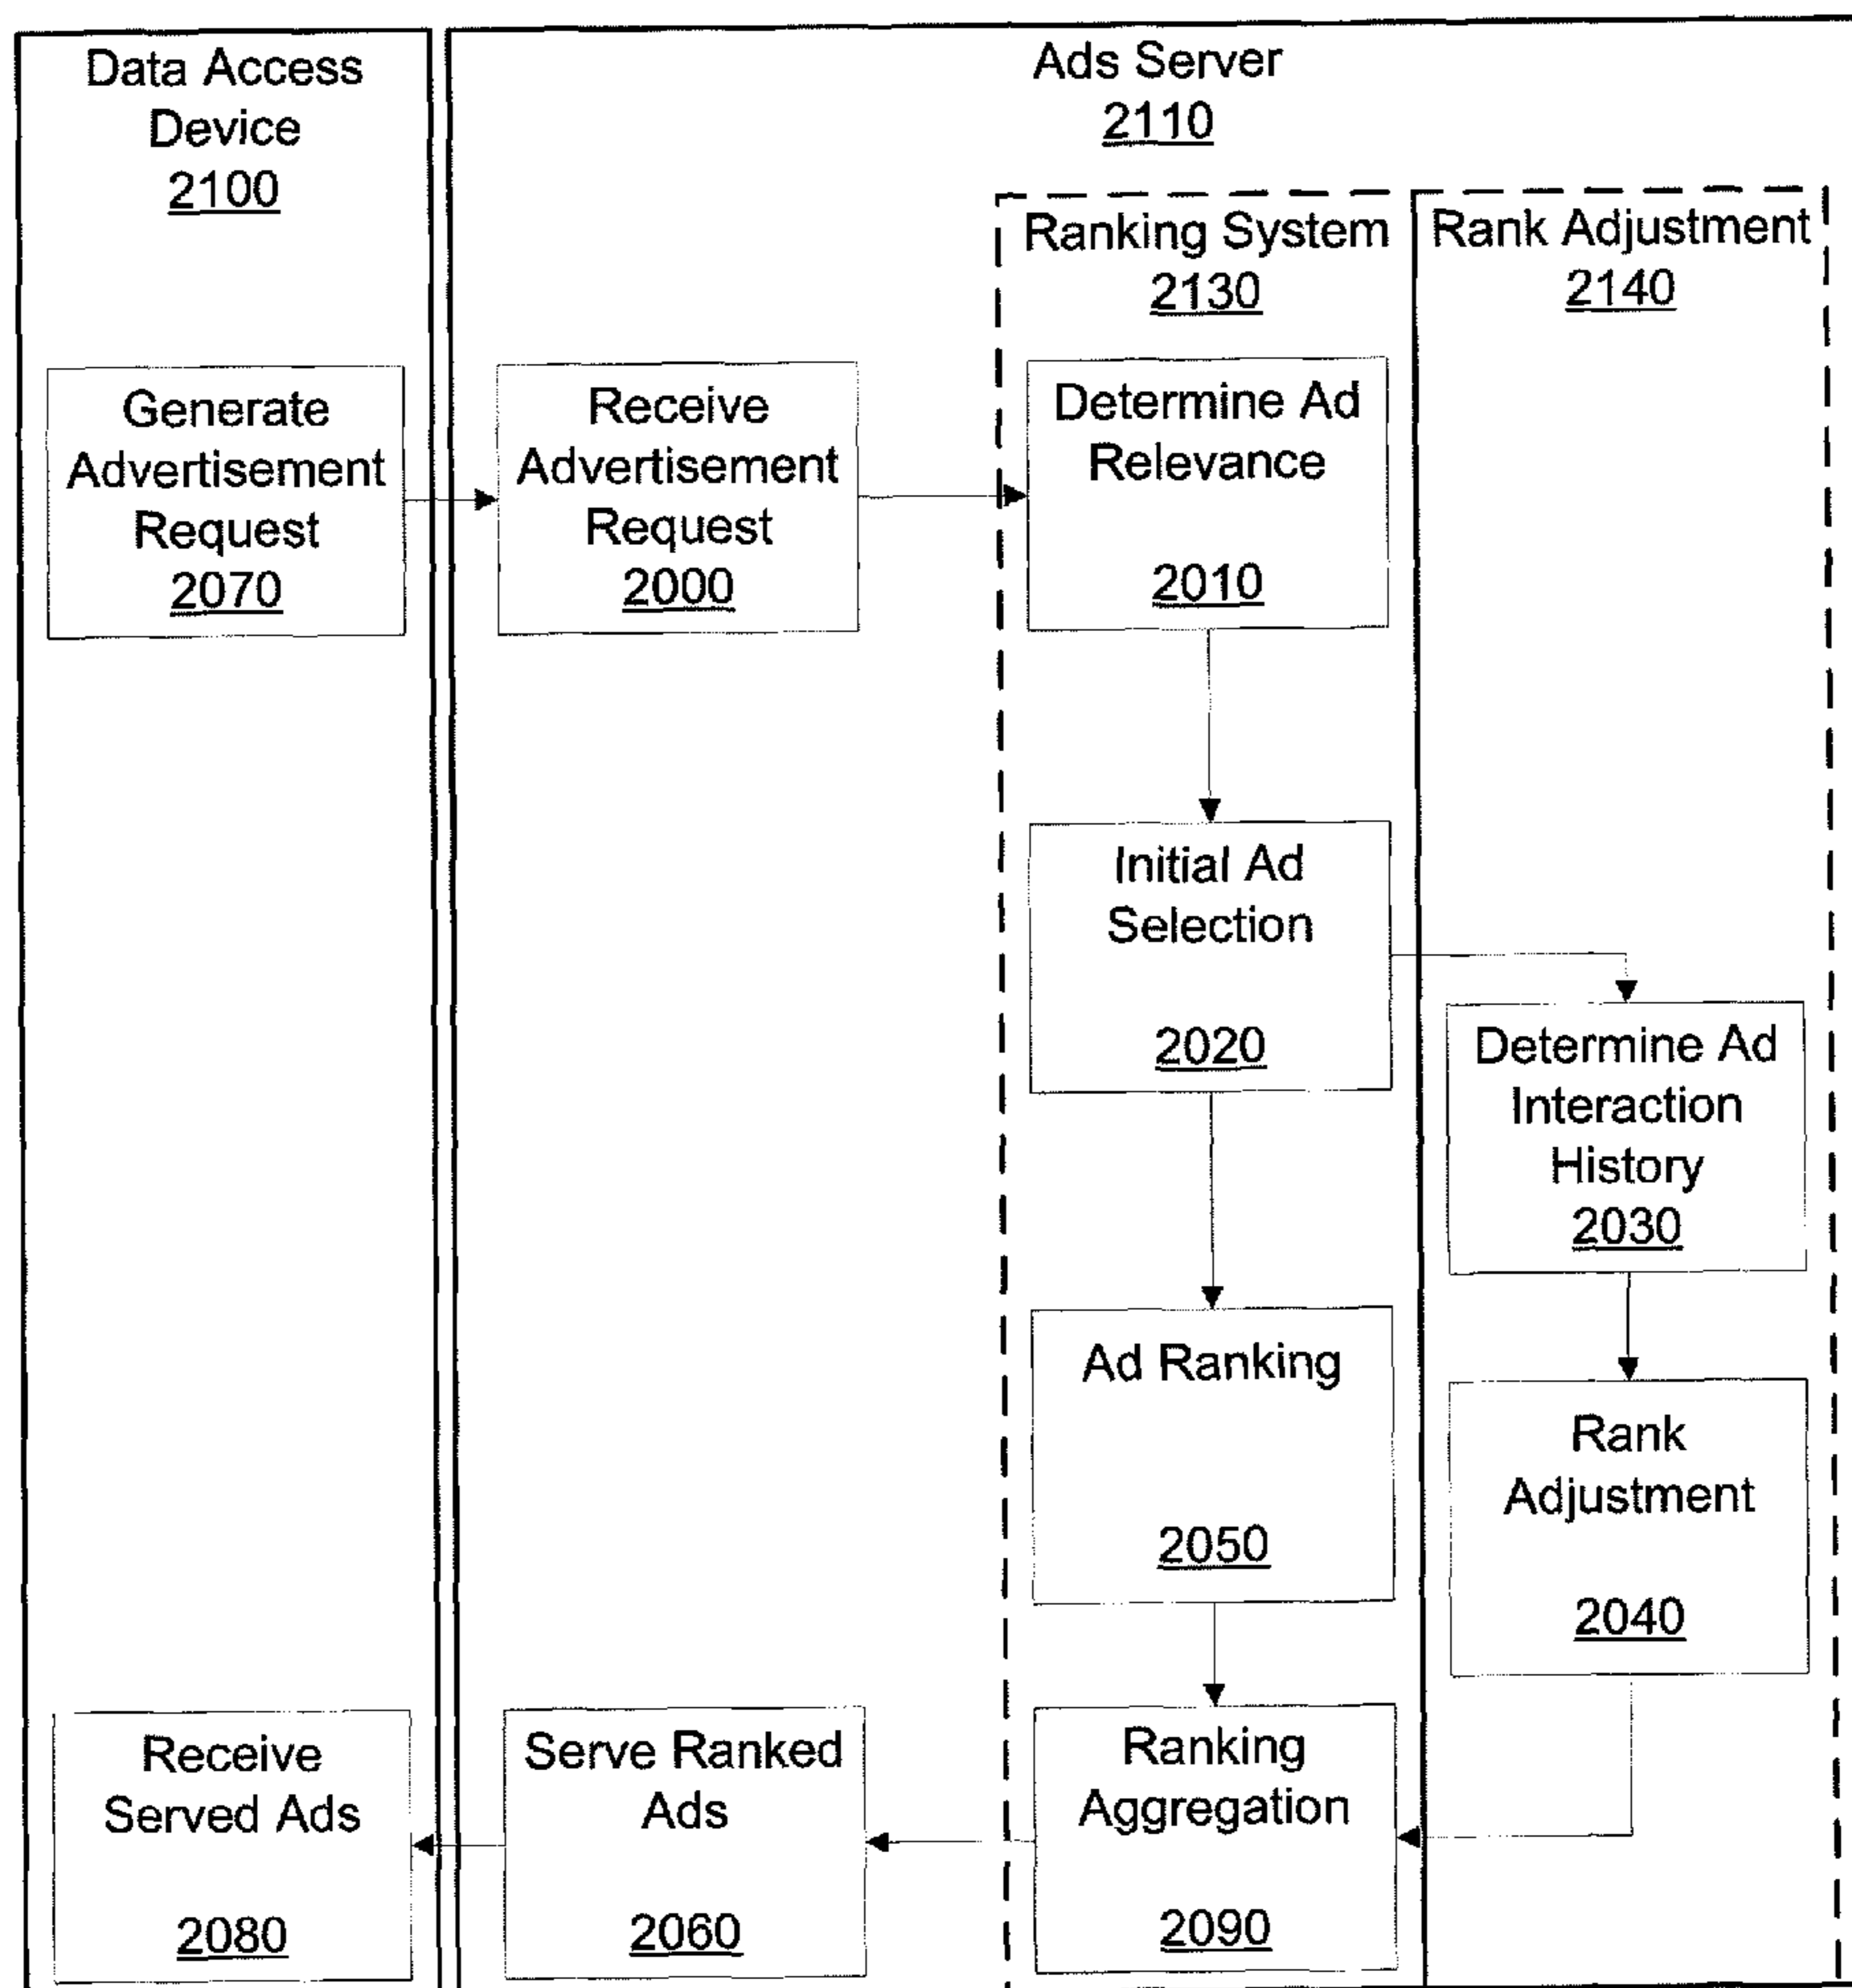 Data Access
Device
2100
Ads Server
2110
Ranking System
2130
Rank Adjustment
2140
Generate
Advertisement
Request
2070
Receive
Advertisement
Request
2000
Determine Ad
Relevance
2010
Initial Ad
Selection
2020
Determine Ad
Interaction
History
2030
Ad Ranking
2050
Rank
Adjustment
2040
Receive
Served Ads
2080
Serve Ranked
Ads
2060
Ranking
Aggregation
2090